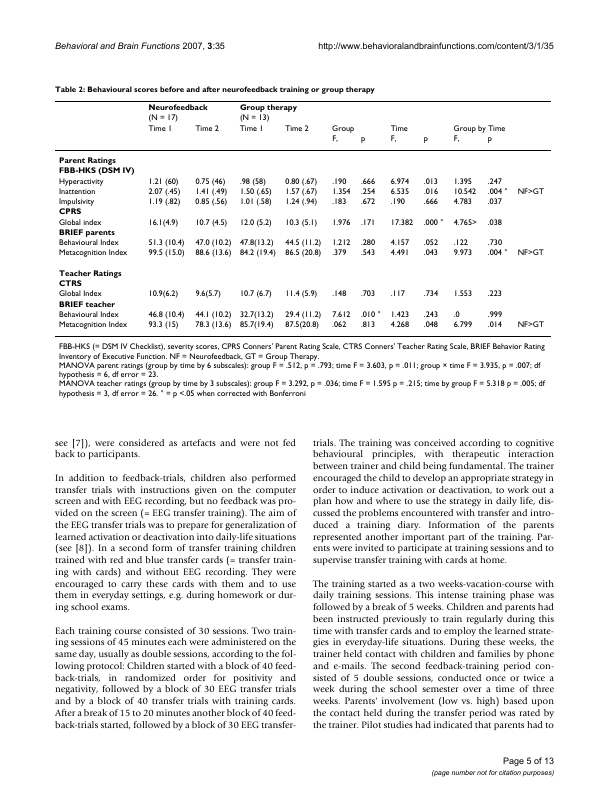 Behavioral and Brain Functions 2007, 3:35 http://www.behavioralandbrainfunctions.com/content/3/1/35
Table 2: Behavioural scores before and after neurofeedback training or group therapy
Neurofeedback Group therapy
(N = 17) (N = 13)
Time 1 Time 2 Time 1 Time 2 Group Time Group by Time
F, p F, p F, p
Parent Ratings
FBB-HKS (DSM IV)
Hyperactivity 1.21 (60) 0.75 (46) .98 (58) 0.80 (.67) .190 .666 6.974 .013 1.395 .247
Inattention 2.07 (.45) 1.41 (.49) 1.50 (.65) 1.57 (.67) 1.354 .254 6.535 .016 10.542 .004 * NF>GT
Impulsivity 1.19 (.82) 0.85 (.56) 1.01 (.58) 1.24 (.94) .183 .672 .190 .666 4.783 .037
CPRS
Global index 16.1(4.9) 10.7 (4.5) 12.0 (5.2) 10.3 (5.1) 1.976 .171 17.382 .000 * 4.765> .038
BRIEF parents
Behavioural Index 51.3 (10.4) 47.0 (10.2) 47.8(13.2) 44.5 (11.2) 1.212 .280 4.157 .052 .122 .730
Metacognition Index 99.5 (15.0) 88.6 (13.6) 84.2 (19.4) 86.5 (20.8) .379 .543 4.491 .043 9.973 .004 * NF>GT
Teacher Ratings
CTRS
Global Index 10.9(6.2) 9.6(5.7) 10.7 (6.7) 11.4 (5.9) .148 .703 .117 .734 1.553 .223
BRIEF teacher
Behavioural Index 46.8 (10.4) 44.1 (10.2) 32.7(13.2) 29.4 (11.2) 7.612 .010 * 1.423 .243 .0 .999
Metacognition Index 93.3 (15) 78.3 (13.6) 85.7(19.4) 87.5(20.8) .062 .813 4.268 .048 6.799 .014 NF>GT
FBB-HKS (= DSM IV Checklist), severity scores, CPRS Conners' Parent Rating Scale, CTRS Conners' Teacher Rating Scale, BRIEF Behavior Rating
Inventory of Executive Function. NF = Neurofeedback, GT = Group Therapy.
MANOVA parent ratings (group by time by 6 subscales): group F = .512, p = .793; time F = 3.603, p = .011; group × time F = 3.935, p = .007; df
hypothesis = 6, df error = 23.
MANOVA teacher ratings (group by time by 3 subscales): group F = 3.292, p = .036; time F = 1.595 p = .215; time by group F = 5.318 p = .005; df
hypothesis = 3, df error = 26. * = p <.05 when corrected with Bonferroni
see [7]), were considered as artefacts and were not fed
back to participants.
In addition to feedback-trials, children also performed
transfer trials with instructions given on the computer
screen and with EEG recording, but no feedback was pro-
vided on the screen (= EEG transfer training). The aim of
the EEG transfer trials was to prepare for generalization of
learned activation or deactivation into daily-life situations
(see [8]). In a second form of transfer training children
trained with red and blue transfer cards (= transfer train-
ing with cards) and without EEG recording. They were
encouraged to carry these cards with them and to use
them in everyday settings, e.g. during homework or dur-
ing school exams.
Each training course consisted of 30 sessions. Two train-
ing sessions of 45 minutes each were administered on the
same day, usually as double sessions, according to the fol-
lowing protocol: Children started with a block of 40 feed-
back-trials, in randomized order for positivity and
negativity, followed by a block of 30 EEG transfer trials
and by a block of 40 transfer trials with training cards.
After a break of 15 to 20 minutes another block of 40 feed-
back-trials started, followed by a block of 30 EEG transfer-
trials. The training was conceived according to cognitive
behavioural principles, with therapeutic interaction
between trainer and child being fundamental. The trainer
encouraged the child to develop an appropriate strategy in
order to induce activation or deactivation, to work out a
plan how and where to use the strategy in daily life, dis-
cussed the problems encountered with transfer and intro-
duced a training diary. Information of the parents
represented another important part of the training. Par-
ents were invited to participate at training sessions and to
supervise transfer training with cards at home.
The training started as a two weeks-vacation-course with
daily training sessions. This intense training phase was
followed by a break of 5 weeks. Children and parents had
been instructed previously to train regularly during this
time with transfer cards and to employ the learned strate-
gies in everyday-life situations. During these weeks, the
trainer held contact with children and families by phone
and e-mails. The second feedback-training period con-
sisted of 5 double sessions, conducted once or twice a
week during the school semester over a time of three
weeks. Parents' involvement (low vs. high) based upon
the contact held during the transfer period was rated by
the trainer. Pilot studies had indicated that parents had to
Page 5 of 13
(page number not for citation purposes)